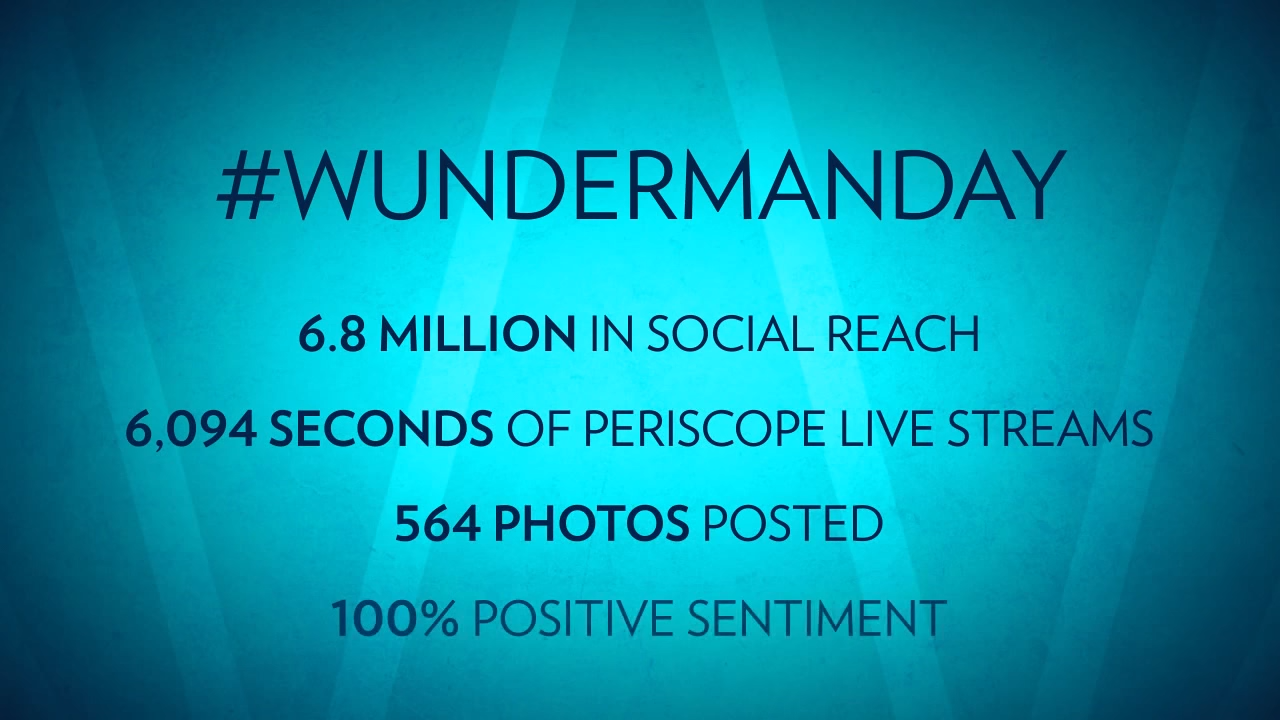 #WUNDERMANDAY
6.8 MILLION IN SOCIAL REACH
6,094 SECONDS OF PERISCOPE LIVE STREAMS
564 PHOTOS POSTED
100% POSITIVE SENTIMENT